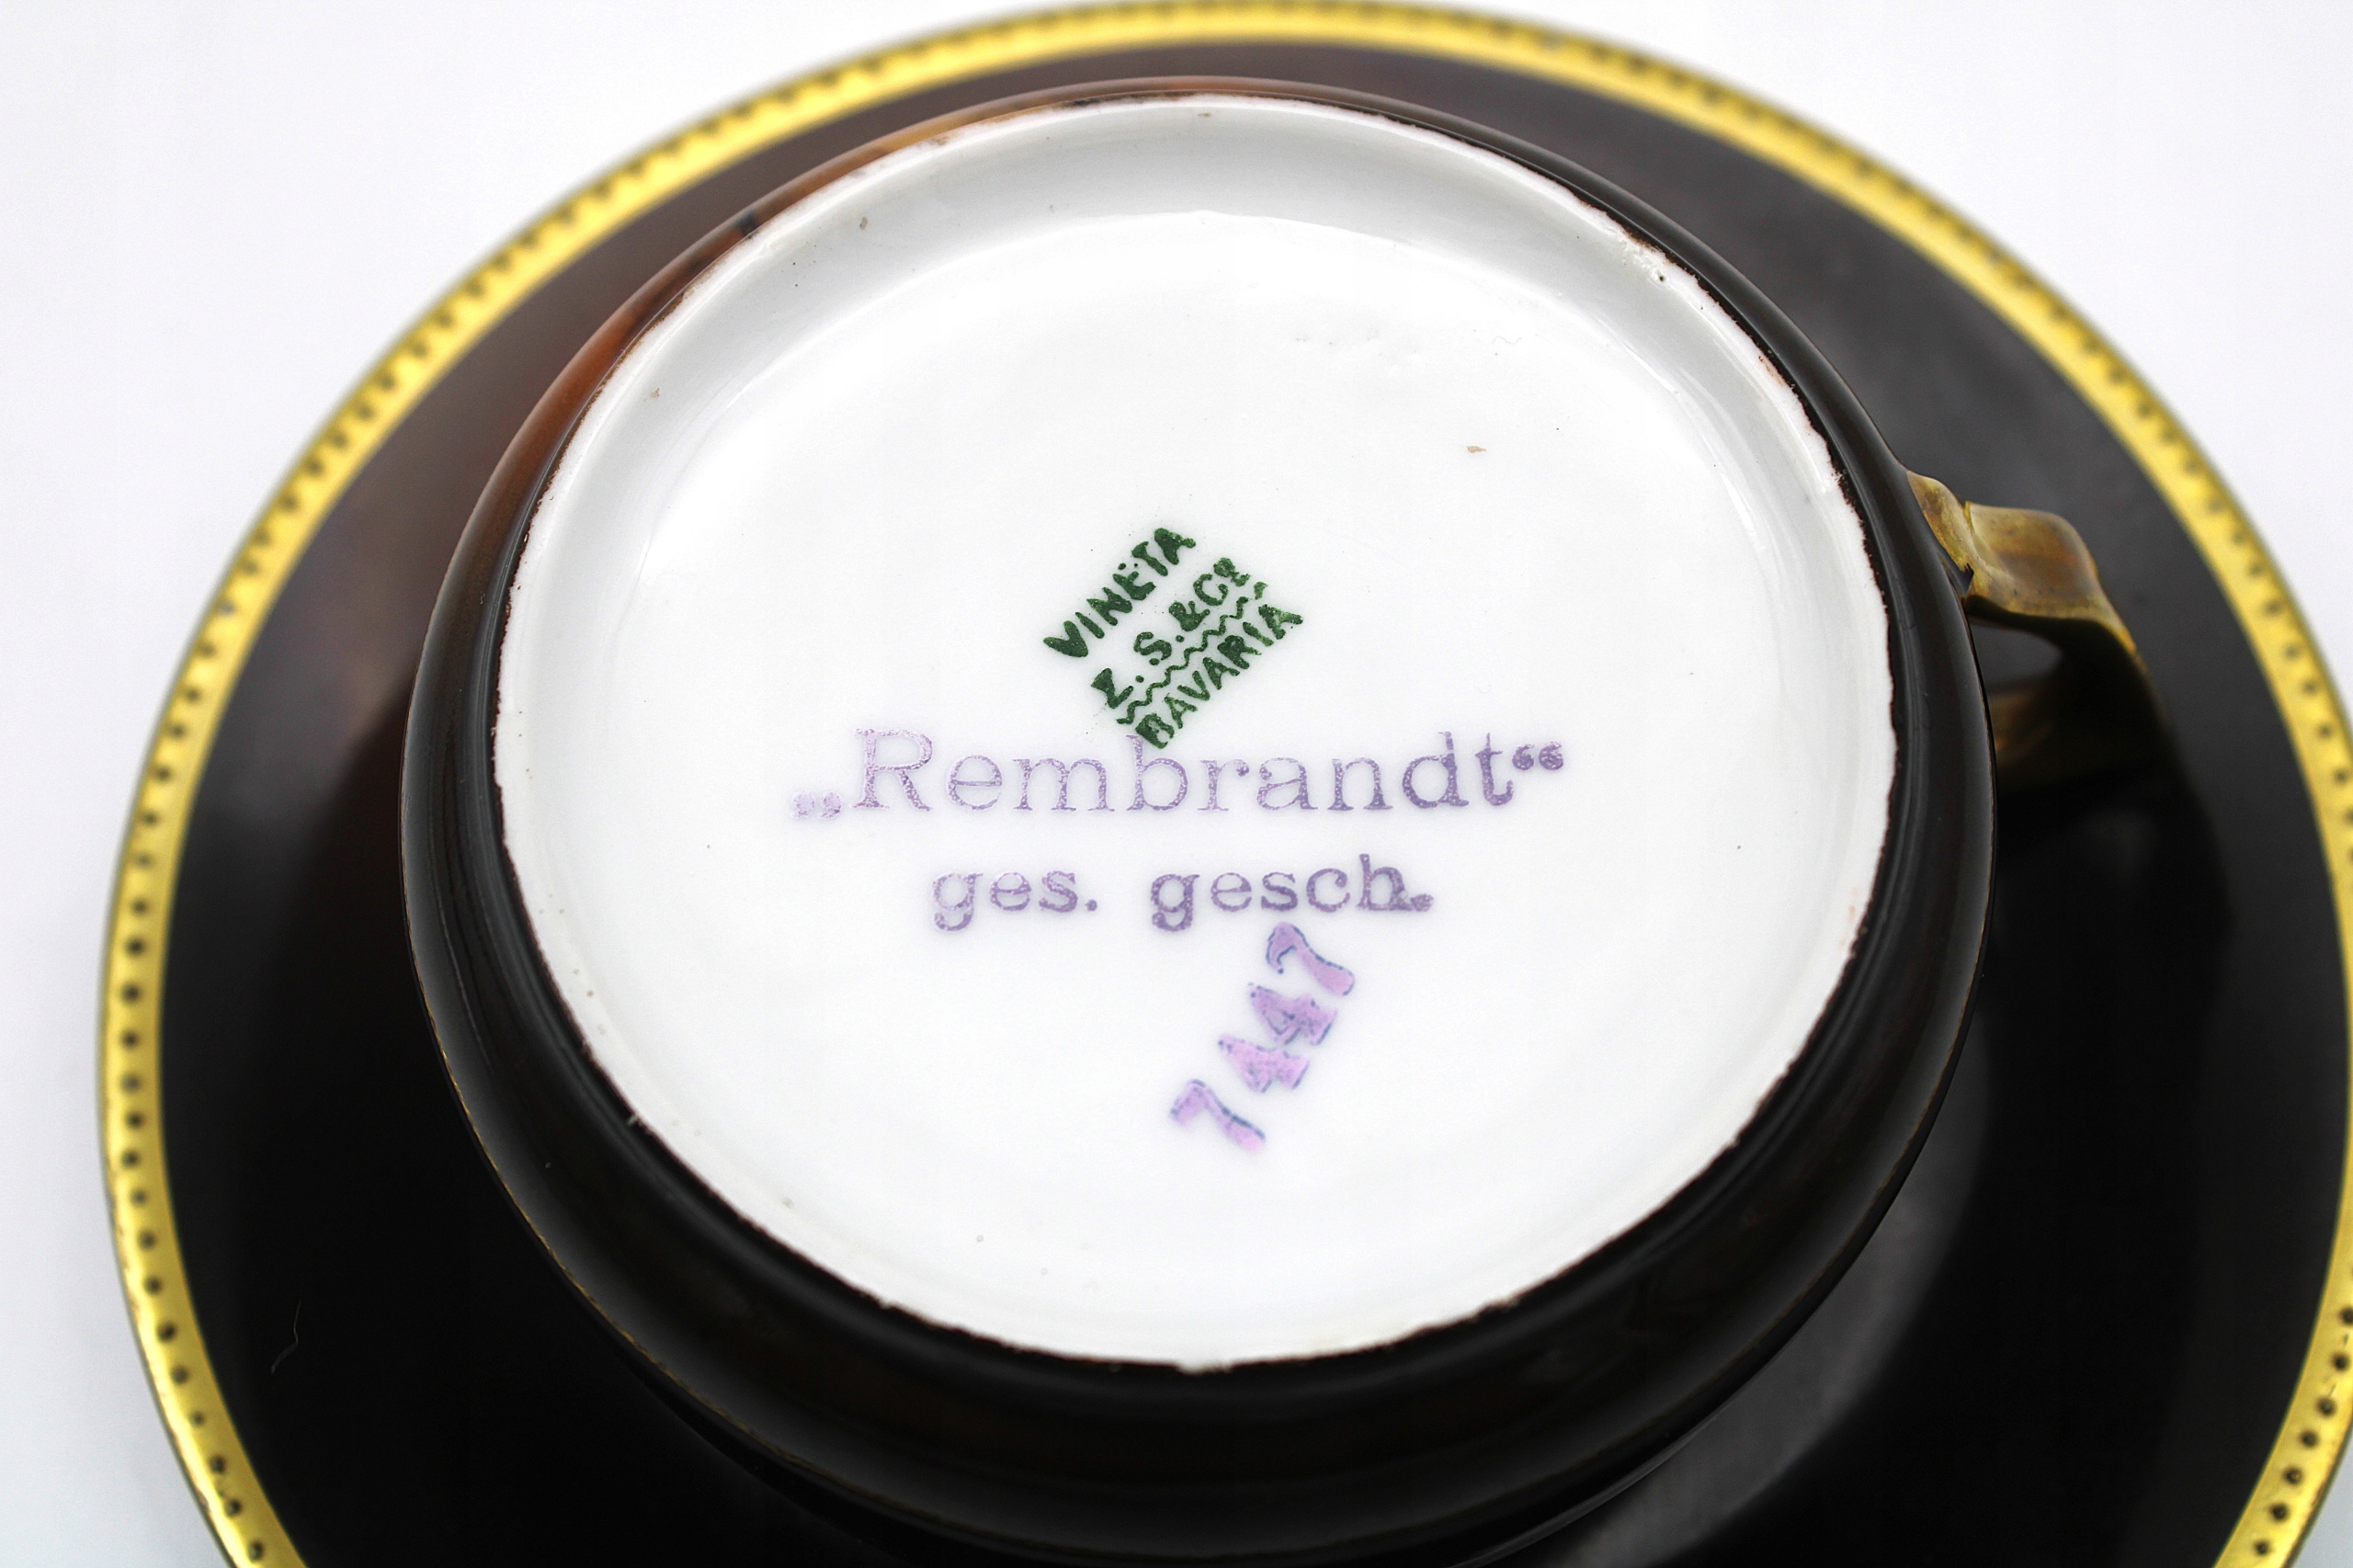 VINETA
Z. S. & Co
BAVARIA
„Rembrandt“
ges. gesch.
7447